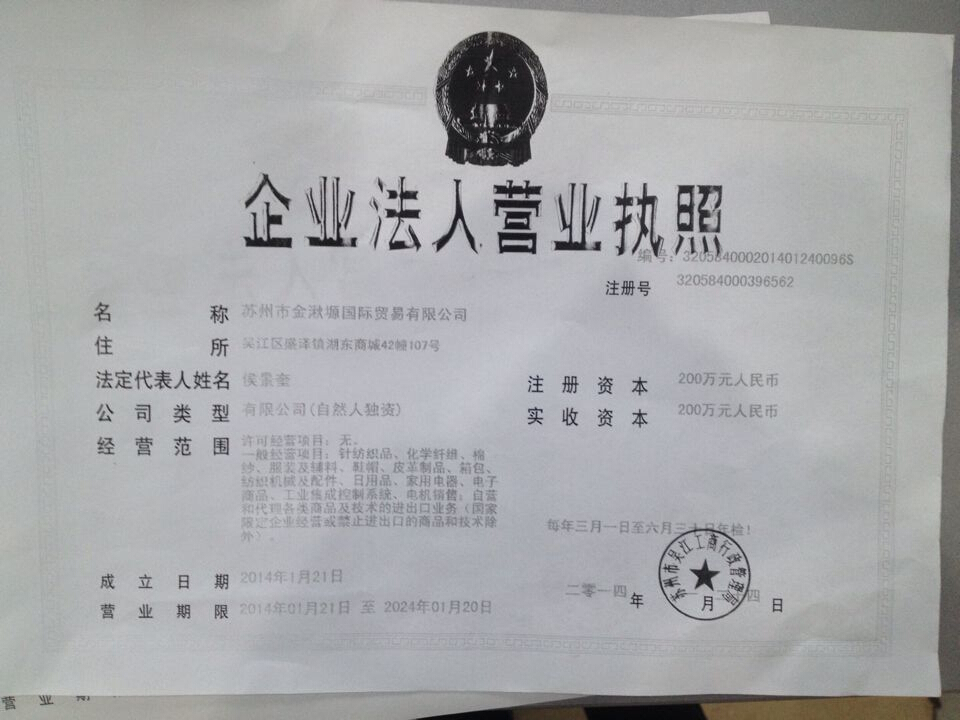 企业法人营业执照
编号: 320584000201401240096S
注册号 320584000396562
名称 苏州市金湫塬国际贸易有限公司
住所 吴江区盛泽镇湖东商城42幢107号
法定代表人姓名 侯景奎
注册资本 200万元人民币
公司类型 有限公司(自然人独资)
实收资本 200万元人民币
经营范围 许可经营项目: 无。
一般经营项目: 针纺织品、化学纤维、棉
纱、服装及辅料、鞋帽、皮革制品、箱包、
纺织机械及配件、日用品、家用电器、电子
商品、工业集成控制系统、电机销售; 自营
和代理各类商品及技术的进出口业务 (国家
限定企业经营或禁止进出口的商品和技术除
外) 。
每年三月一日至六月三十日年检!
苏州市吴江工商行政管理局
成立日期 2014年1月21日
营业期限 2014年01月21日 至 2024年01月20日
二零一四 年 一 月 四 日
营业期